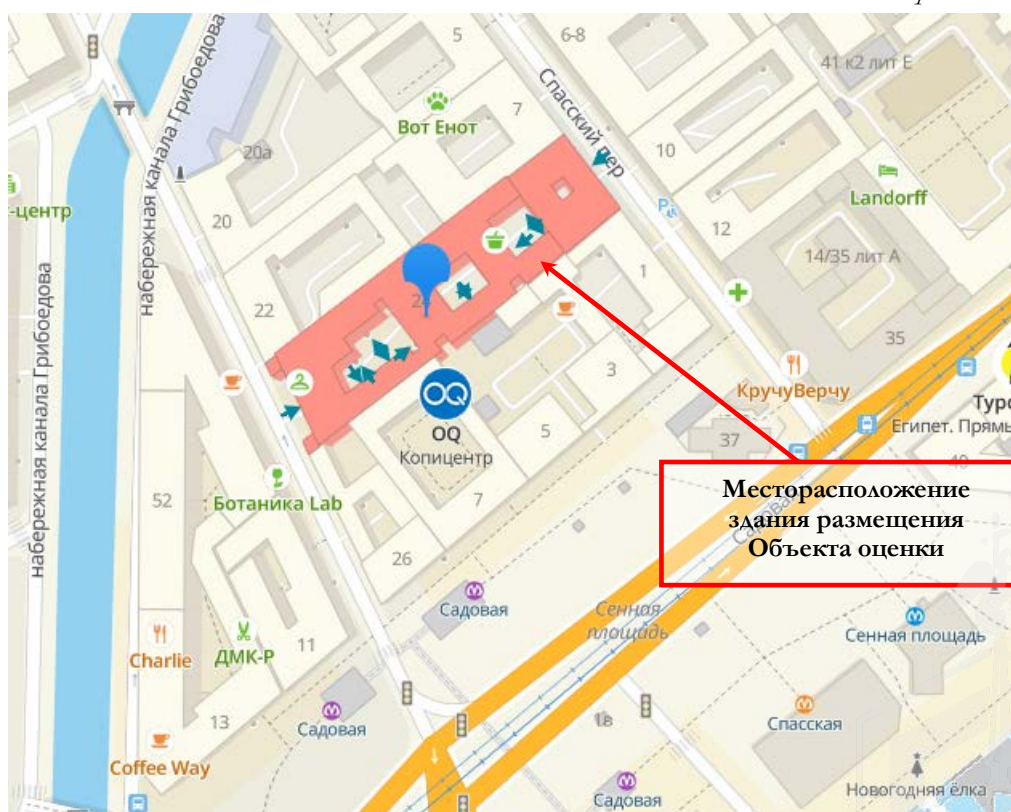 5
6-8
41 к2 лит Е
Спасский пер
набережная канала Грибоедова
Вот Енот
7
20а
10
Landorff
-центр
20
12
14/35 лит А
1
22
35
3
КручуВерчу
OQ
Копицентр
37
Египет. Прямы
5
40
набережная канала Грибоедова
52
Ботаника Lab
7
Месторасположение
здания размещения
Объекта оценки
26
Садовая
Сенная
площадь
Сенная площадь
Charlie
ДМК-Р
11
13
Садовая
1в
Спасская
Coffee Way
Садовая
Новогодняя ёлка